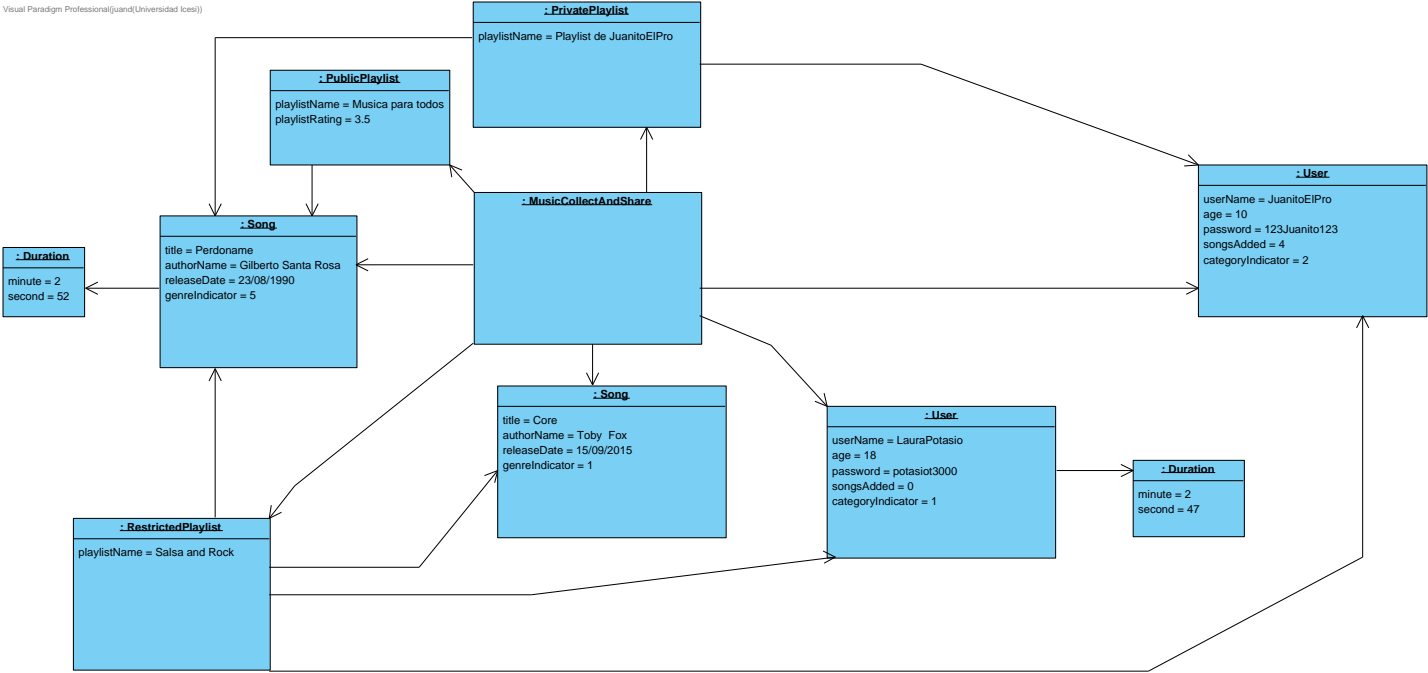 Visual Paradigm Professional(juand(Universidad Icesi))
: PrivatePlaylist
playlistName = Playlist de JuanitoElPro
: PublicPlaylist
playlistName = Musica para todos
playlistRating = 3.5
: User
userName = JuanitoElPro
age = 10
password = 123Juanito123
songsAdded = 4
categoryIndicator = 2
: MusicCollectAndShare
: Song
title = Perdoname
authorName = Gilberto Santa Rosa
releaseDate = 23/08/1990
genreIndicator = 5
: Duration
minute = 2
second = 52
: Song
title = Core
authorName = Toby  Fox
releaseDate = 15/09/2015
genreIndicator = 1
: User
userName = LauraPotasio
age = 18
password = potasiot3000
songsAdded = 0
categoryIndicator = 1
: Duration
minute = 2
second = 47
: RestrictedPlaylist
playlistName = Salsa and Rock